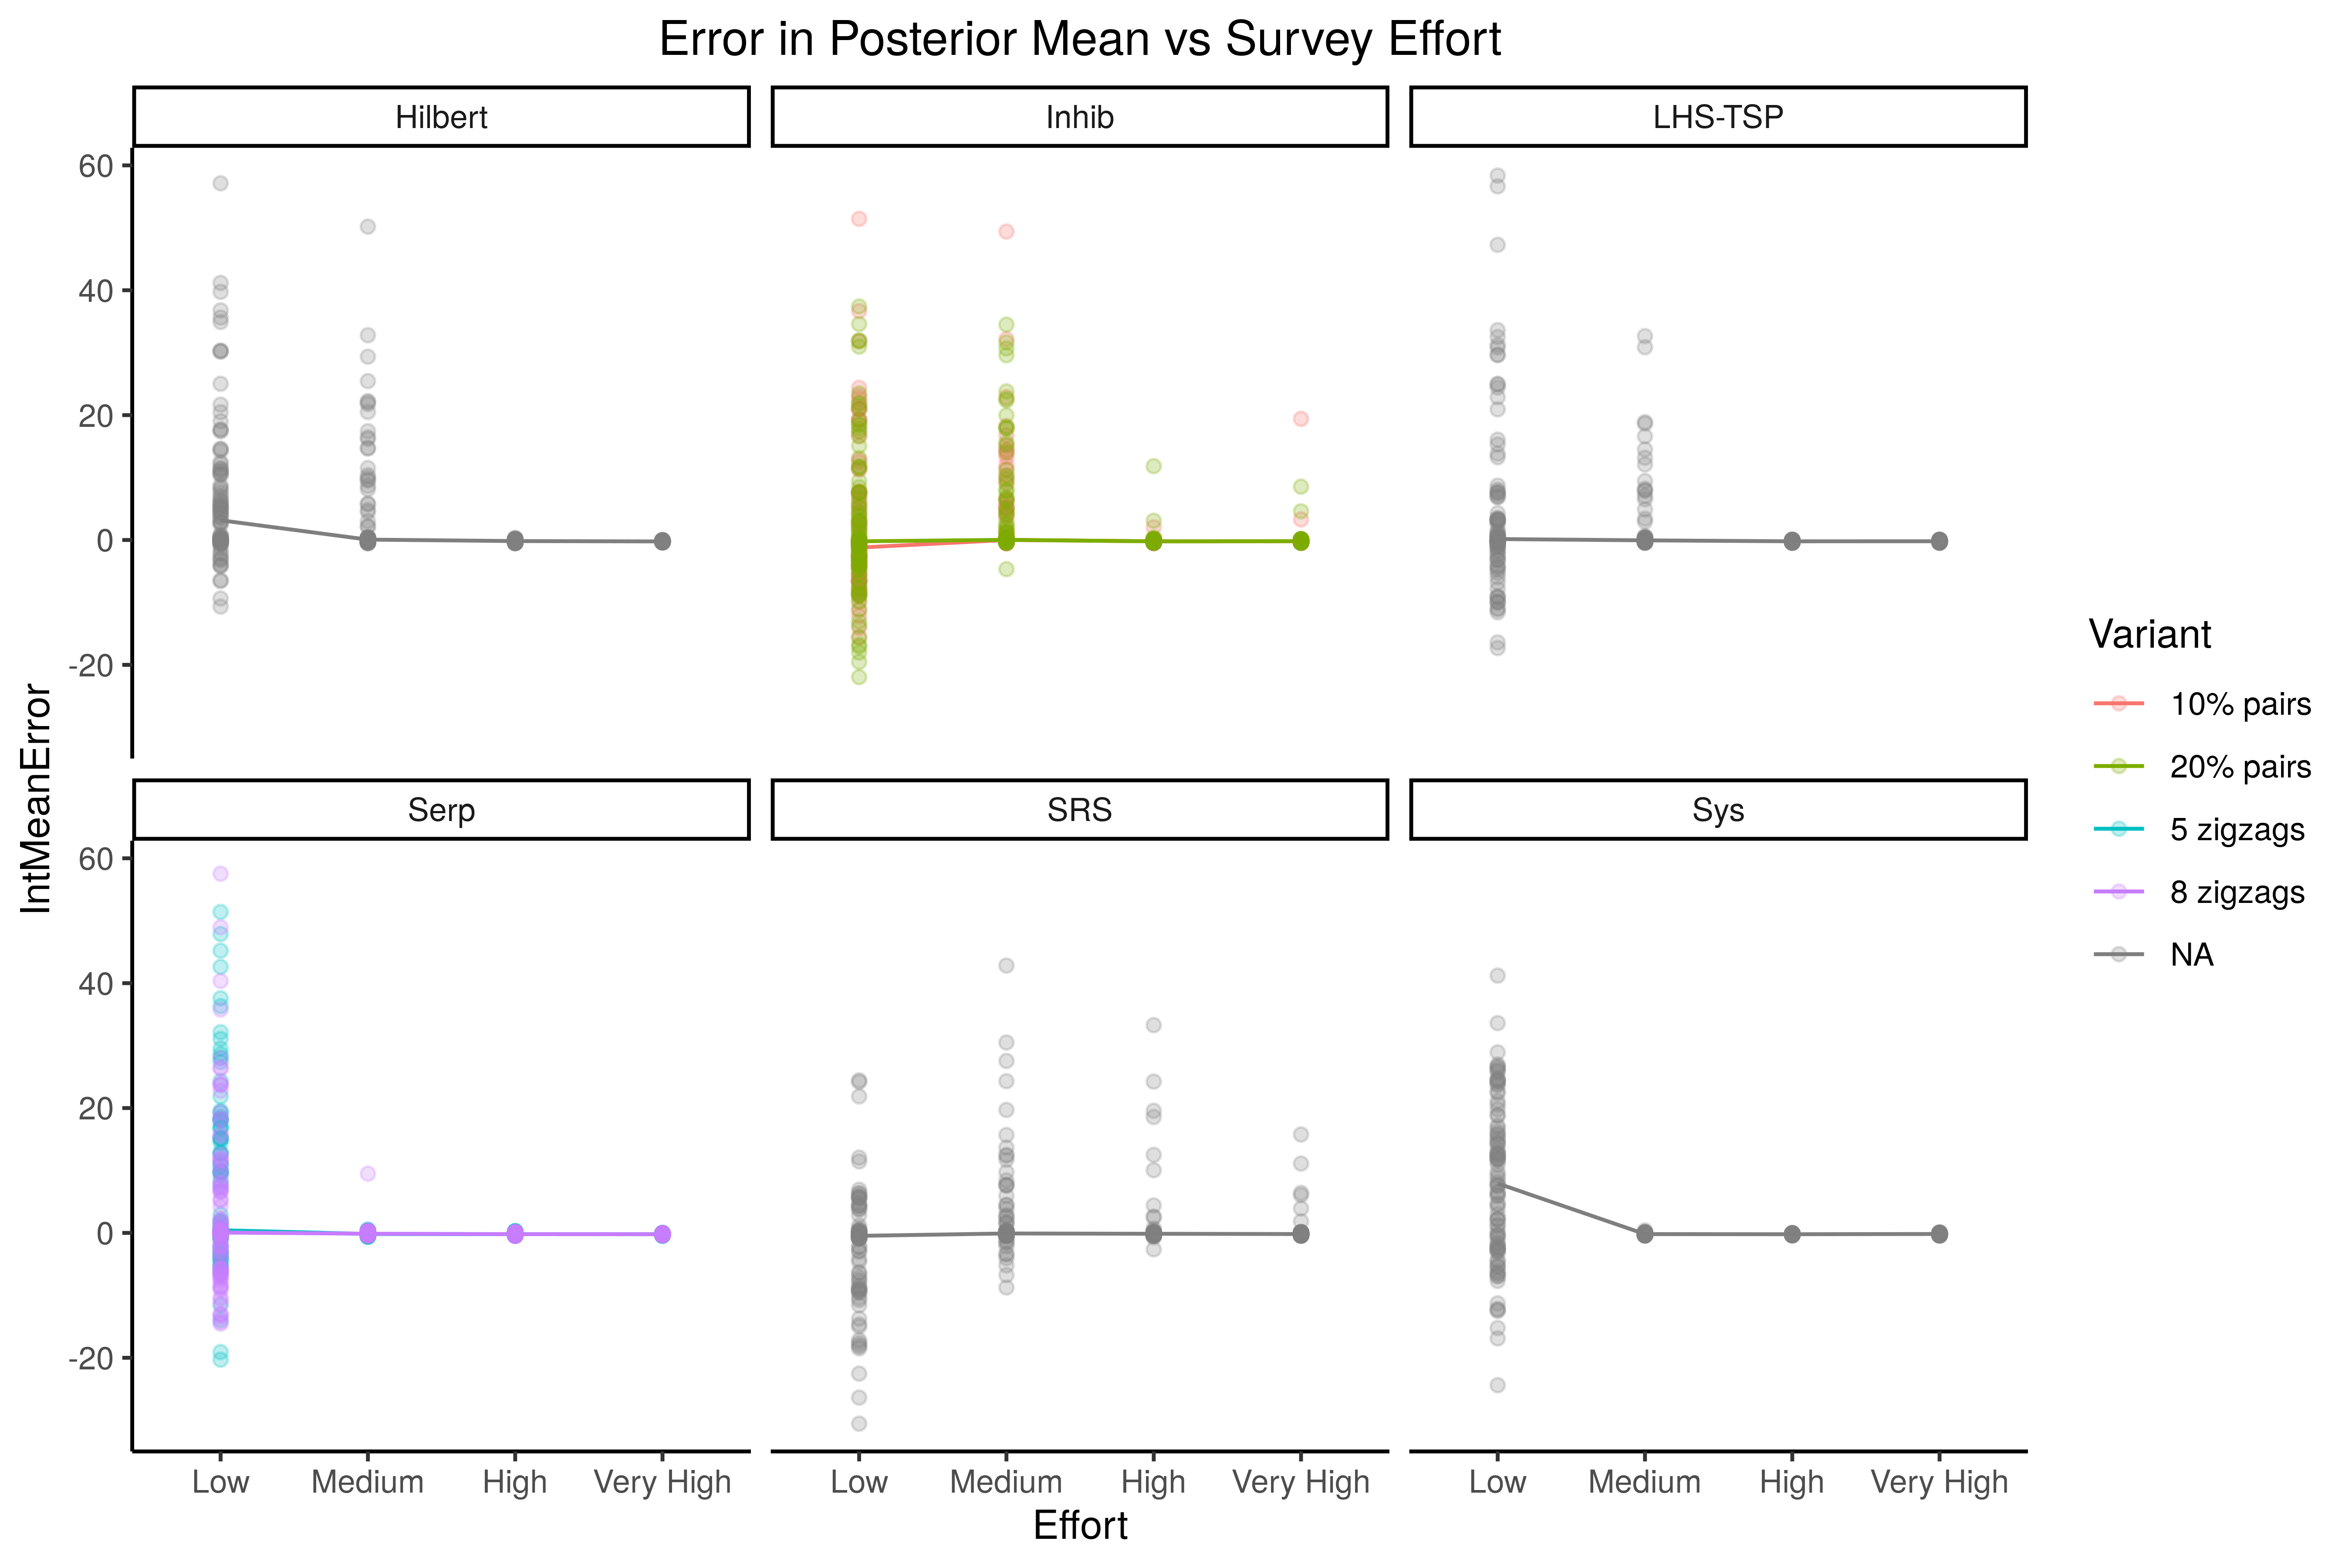 Error in Posterior Mean vs Survey Effort
Hilbert
Inhib
LHS-TSP
60
40
20
0
-20
Serp
SRS
Sys
60
40
20
0
-20
IntMeanError
Low Medium High Very High
Low Medium High Very High
Low Medium High Very High
Effort
Variant
10% pairs
20% pairs
5 zigzags
8 zigzags
NA